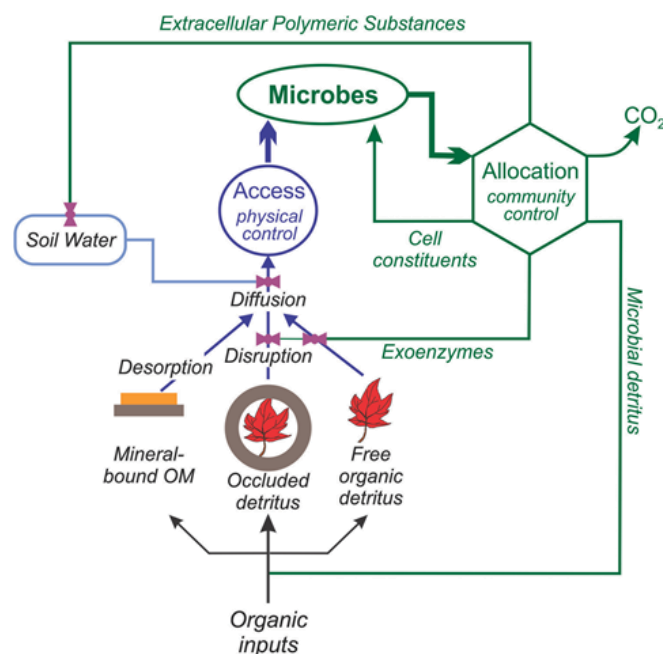 Extracellular Polymeric Substances
Microbes
CO2
Access
physical
control
Allocation
community
control
Soil Water
Cell
constituents
Diffusion
Microbial detritus
Desorption
Disruption
Exoenzymes
Mineral-
bound OM
Occluded
detritus
Free
organic
detritus
Organic
inputs